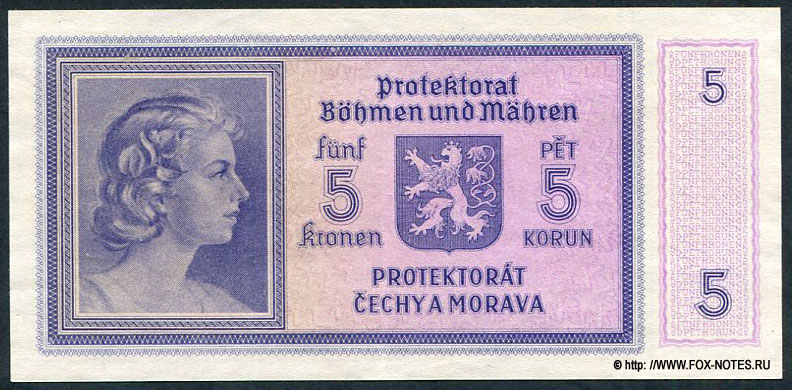 Protektorat
Böhmen und Mähren
fünf
5
kronen
PĚT
5
KORUN
PROTEKTORÁT
ČECHY A MORAVA
5
5
© http://WWW.FOX-NOTES.RU